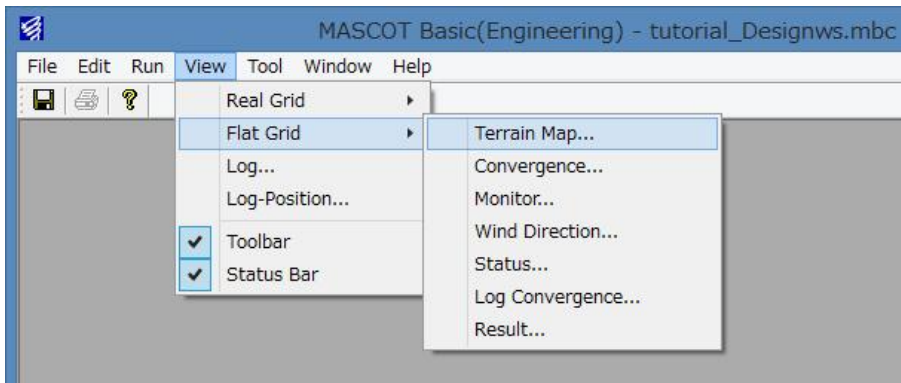 MASCOT Basic(Engineering) - tutorial_Designws.mbc
File Edit Run View Tool Window Help
Real Grid
Flat Grid
Log...
Log-Position...
Toolbar
Status Bar
Terrain Map...
Convergence...
Monitor...
Wind Direction...
Status...
Log Convergence...
Result...